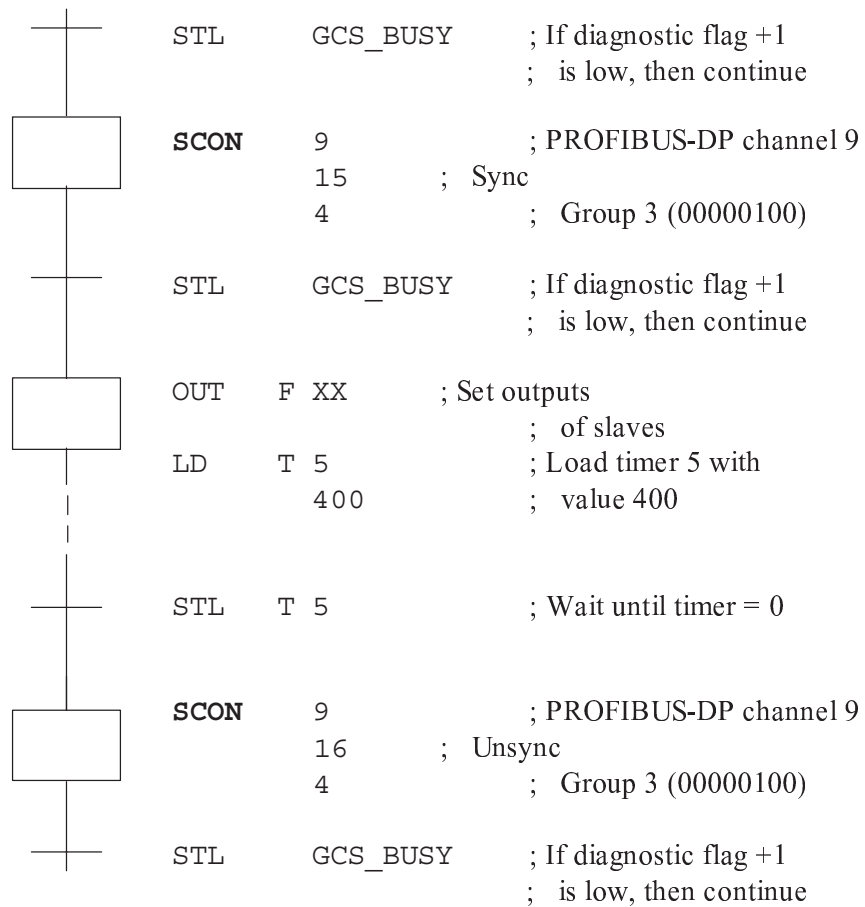 STL GCS_BUSY ; If diagnostic flag +1
; is low, then continue
SCON 9 ; PROFIBUS-DP channel 9
15 ; Sync
4 ; Group 3 (00000100)
STL GCS_BUSY ; If diagnostic flag +1
; is low, then continue
OUT F XX ; Set outputs
; of slaves
LD T 5 ; Load timer 5 with
400 ; value 400
STL T 5 ; Wait until timer = 0
SCON 9 ; PROFIBUS-DP channel 9
16 ; Unsync
4 ; Group 3 (00000100)
STL GCS_BUSY ; If diagnostic flag +1
; is low, then continue